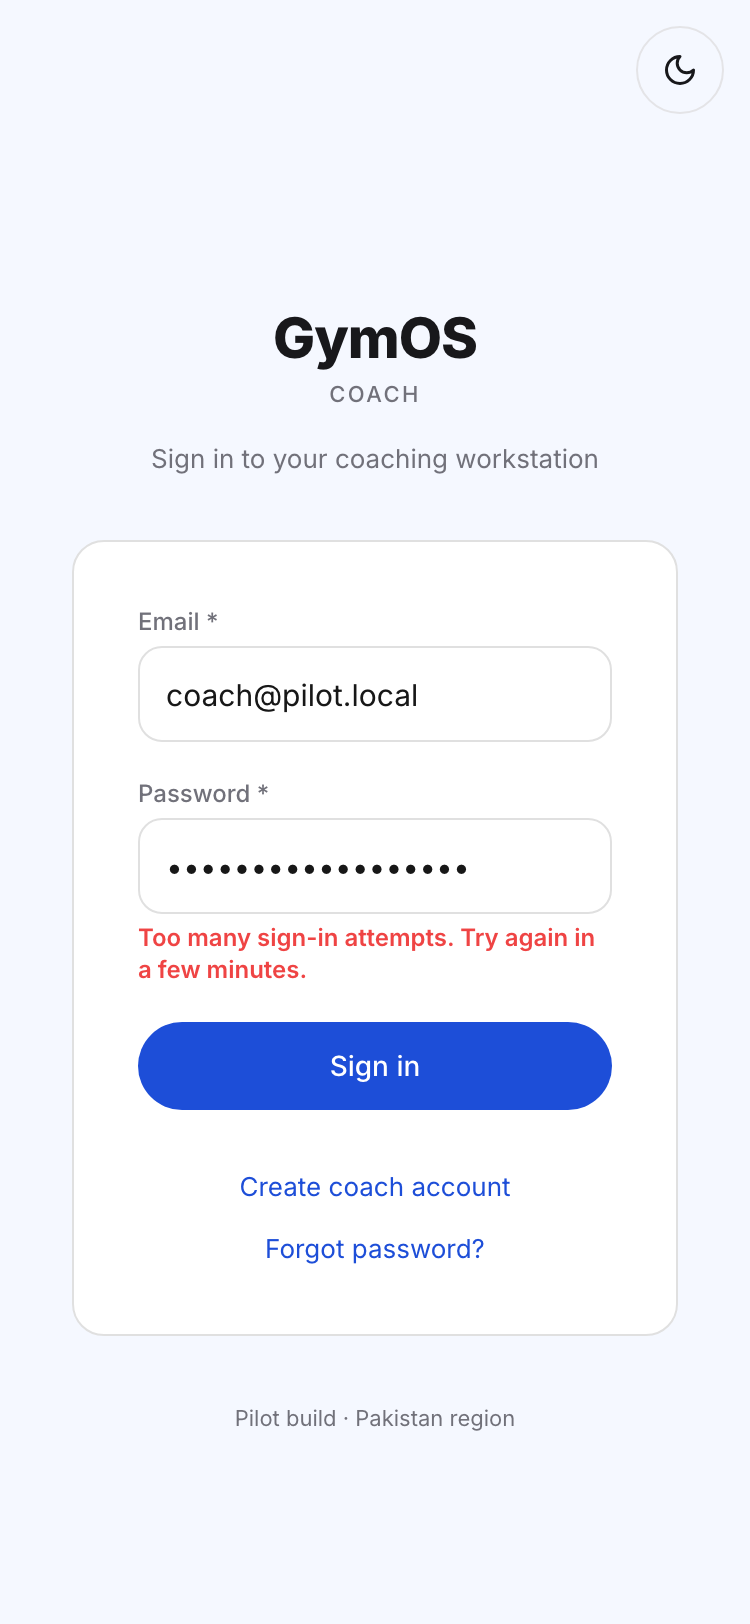 GymOS
COACH
Sign in to your coaching workstation
Email *
coach@pilot.local
Password *
••••••••••••••••••
Too many sign-in attempts. Try again in
a few minutes.
Sign in
Create coach account
Forgot password?
Pilot build · Pakistan region